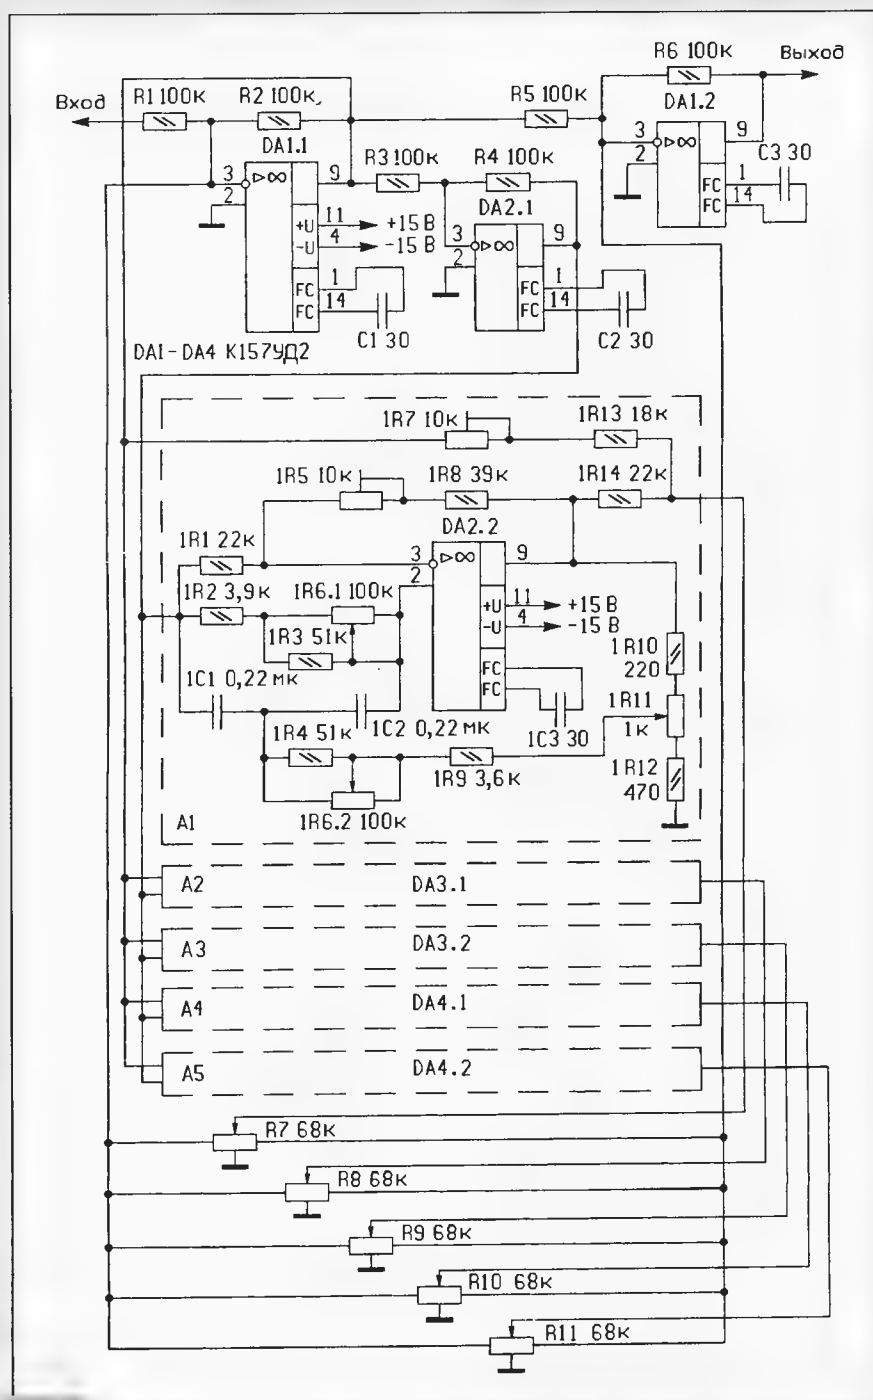 R6 100к
Выход
Вход
R1 100к
R2 100к
R5 100к
DA1.2
DA1.1
3
2
9
1
14
FC
FC
C3 30
R3 100к
R4 100к
3
2
9
DA2.1
+U
-U
11
4
+15 В
-15 В
3
2
9
FC
FC
1
14
FC
FC
1
14
C1 30
C2 30
DA1-DA4 К157УД2
1R7 10к
1R13 18к
1R5 10к
1R8 39к
1R14 22к
DA2.2
1R1 22к
3
2
9
1R2 3,9к
1R6.1 100к
+U
-U
11
4
+15 В
-15 В
1R3 51к
1R10
220
1C1 0,22 мк
FC
FC
1R11
1к
1C2 0,22 мк
1C3 30
1R4 51к
1R9 3,6к
1R12
470
1R6.2 100к
A1
A2
DA3.1
A3
DA3.2
A4
DA4.1
A5
DA4.2
R7 68к
R8 68к
R9 68к
R10 68к
R11 68к